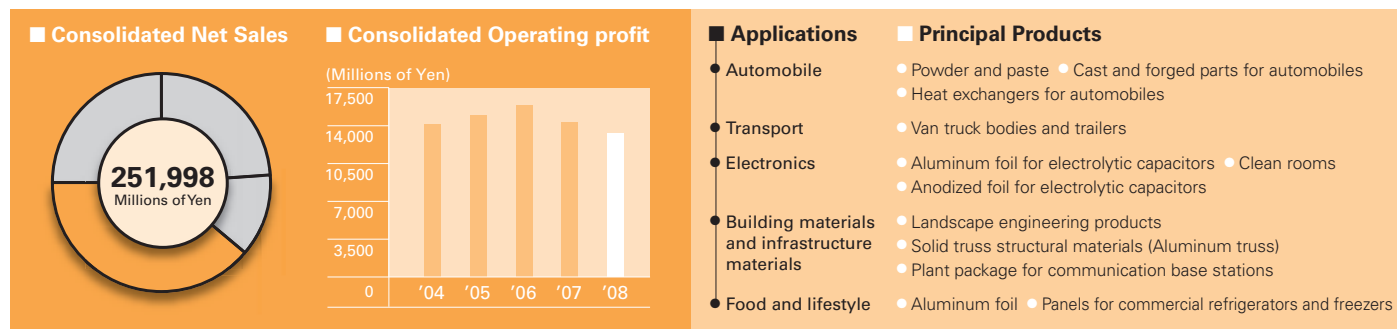 ■ Consolidated Net Sales
251,998
Millions of Yen
■ Consolidated Operating profit
(Millions of Yen)
17,500
14,000
10,500
7,000
3,500
0
’04 ’05 ’06 ’07 ’08
■ Applications ■ Principal Products
● Automobile ● Powder and paste ● Cast and forged parts for automobiles
● Heat exchangers for automobiles
● Transport ● Van truck bodies and trailers
● Electronics ● Aluminum foil for electrolytic capacitors ● Clean rooms
● Anodized foil for electrolytic capacitors
● Building materials ● Landscape engineering products
and infrastructure ● Solid truss structural materials (Aluminum truss)
materials ● Plant package for communication base stations
● Food and lifestyle ● Aluminum foil ● Panels for commercial refrigerators and freezers